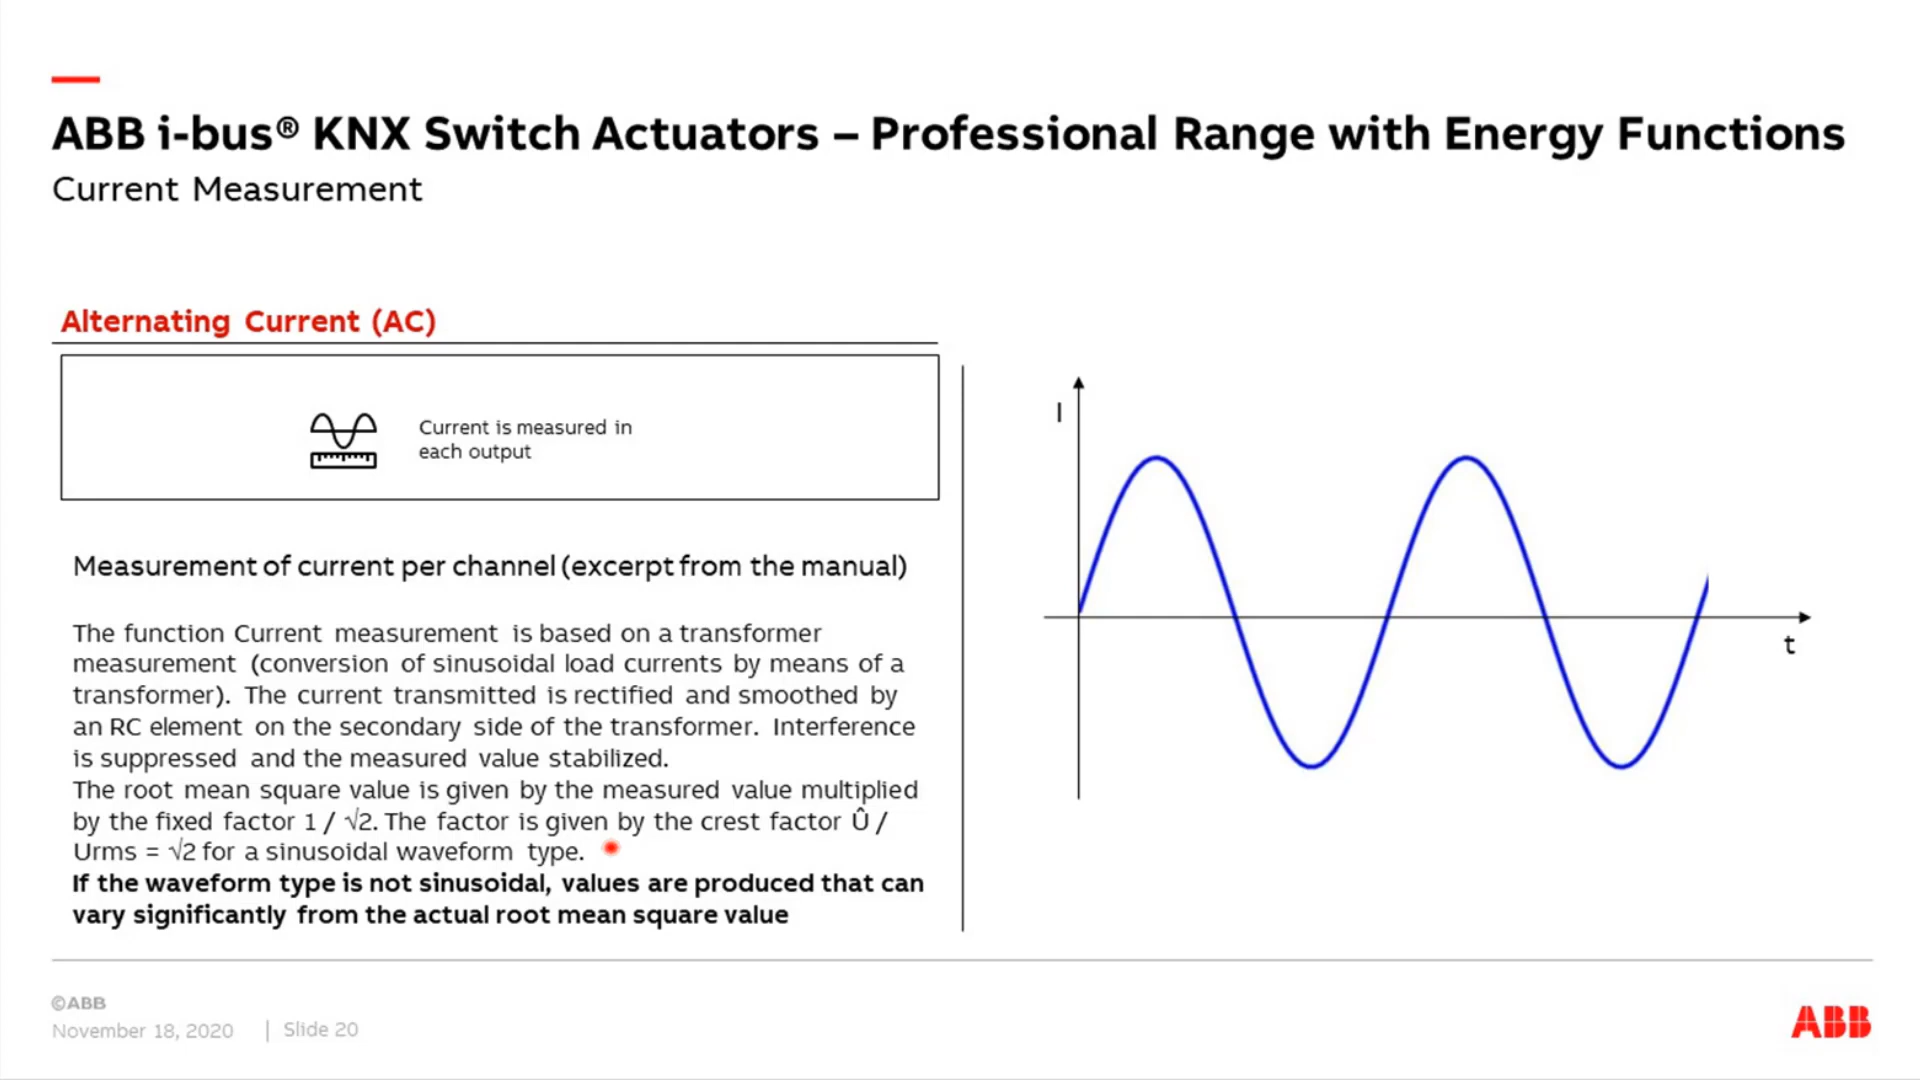 ABB i-bus® KNX Switch Actuators – Professional Range with Energy Functions
Current Measurement
Alternating Current (AC)
Current is measured in
each output
Measurement of current per channel (excerpt from the manual)
The function Current measurement is based on a transformer
measurement (conversion of sinusoidal load currents by means of a
transformer). The current transmitted is rectified and smoothed by
an RC element on the secondary side of the transformer. Interference
is suppressed and the measured value stabilized.
The root mean square value is given by the measured value multiplied
by the fixed factor 1 / √2. The factor is given by the crest factor Û /
Urms = √2 for a sinusoidal waveform type.
If the waveform type is not sinusoidal, values are produced that can
vary significantly from the actual root mean square value
I
t
©ABB
November 18, 2020 | Slide 20
ABB